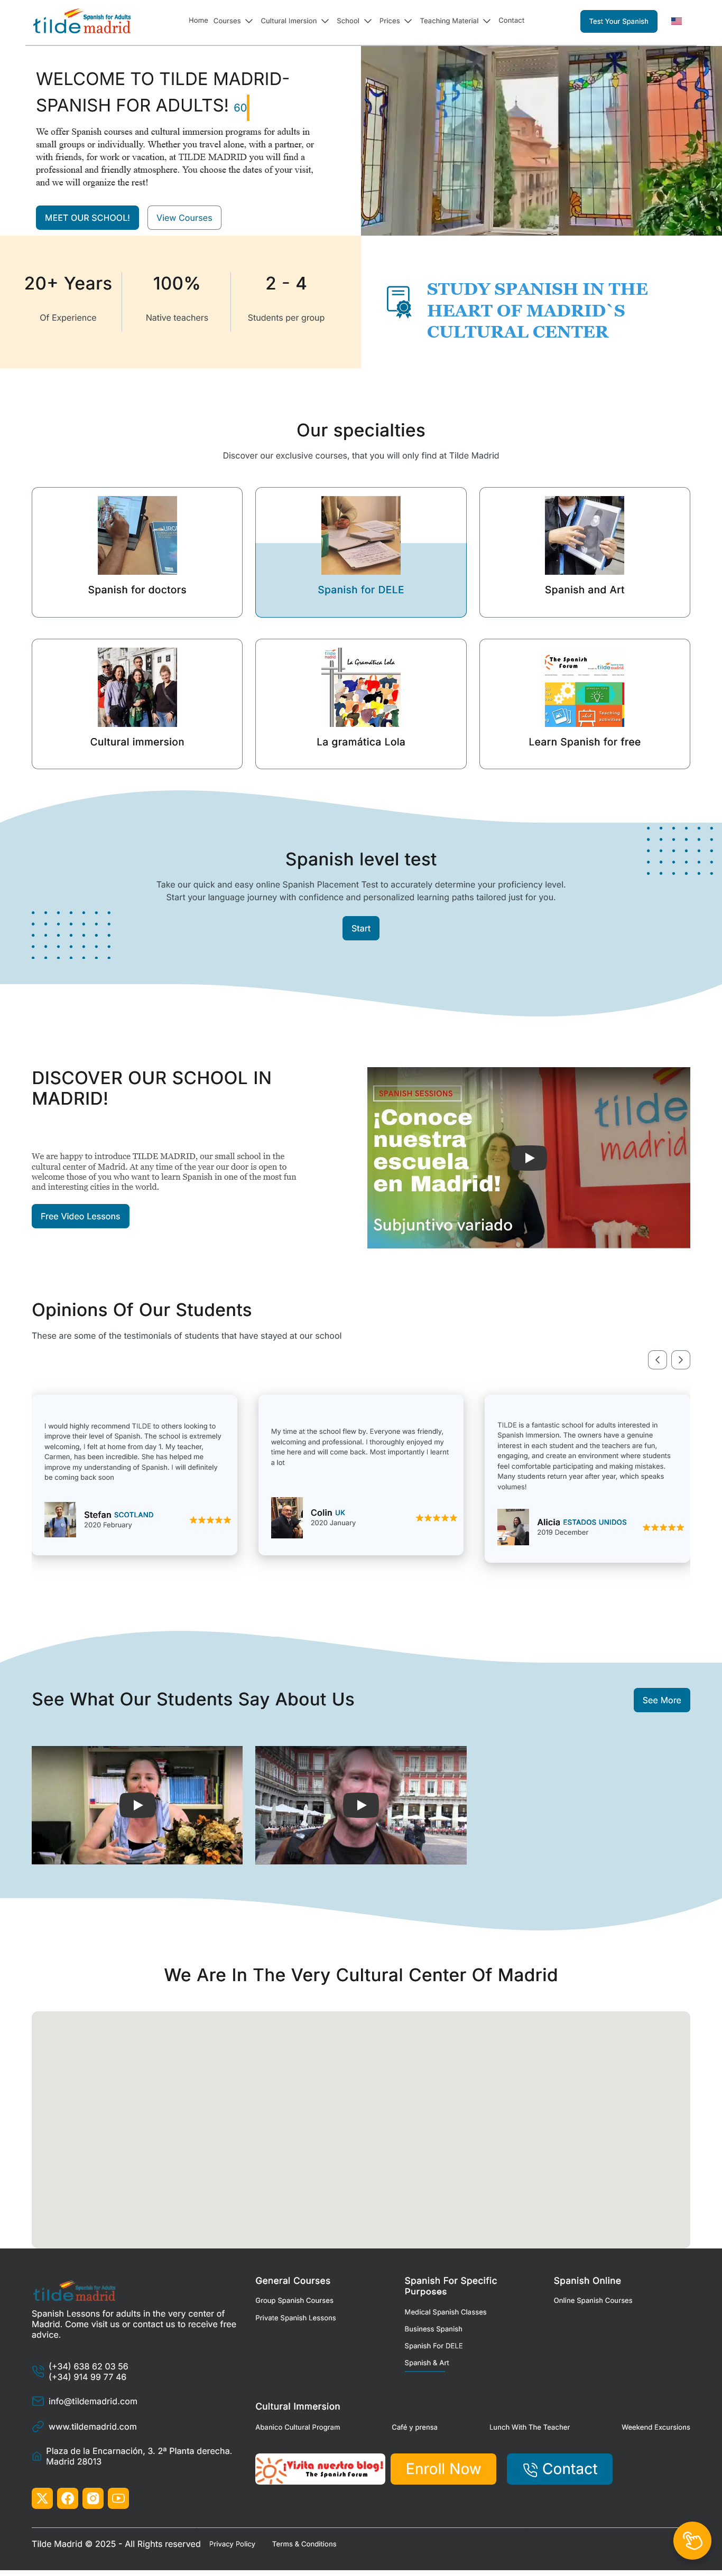 Spanish for Adults
tilde madrid
Home
Courses
Cultural Imersion
School
Prices
Teaching Material
Contact
Test Your Spanish
WELCOME TO TILDE MADRID-
SPANISH FOR ADULTS! 60
We offer Spanish courses and cultural immersion programs for adults in
small groups or individually. Whether you travel alone, with a partner, or
with friends, for work or vacation, at TILDE MADRID you will find a
professional and friendly atmosphere. You choose the dates of your visit,
and we will organize the rest!
MEET OUR SCHOOL!
View Courses
20+ Years
Of Experience
100%
Native teachers
2 - 4
Students per group
STUDY SPANISH IN THE
HEART OF MADRID`S
CULTURAL CENTER
Our specialties
Discover our exclusive courses, that you will only find at Tilde Madrid
Spanish for doctors
Spanish for DELE
Spanish and Art
tilde madrid
La Gramática Lola
The Spanish
Forum
tilde madrid
Cultural immersion
La gramática Lola
Learn Spanish for free
Spanish level test
Take our quick and easy online Spanish Placement Test to accurately determine your proficiency level.
Start your language journey with confidence and personalized learning paths tailored just for you.
Start
DISCOVER OUR SCHOOL IN
MADRID!
We are happy to introduce TILDE MADRID, our small school in the
cultural center of Madrid. At any time of the year our door is open to
welcome those of you who want to learn Spanish in one of the most fun
and interesting cities in the world.
Free Video Lessons
SPANISH SESSIONS
¡Conoce
nuestra
escuela
en Madrid!
Subjuntivo variado
tilde
madrid
Opinions Of Our Students
These are some of the testimonials of students that have stayed at our school
I would highly recommend TILDE to others looking to
improve their level of Spanish. The school is extremely
welcoming, I felt at home from day 1. My teacher,
Carmen, has been incredible. She has helped me
improve my understanding of Spanish. I will definitely
be coming back soon
Stefan SCOTLAND
2020 February
My time at the school flew by. Everyone was friendly,
welcoming and professional. I thoroughly enjoyed my
time here and will come back. Most importantly I learnt
a lot
Colin UK
2020 January
TILDE is a fantastic school for adults interested in
Spanish Immersion. The owners have a genuine
interest in each student and the teachers are fun,
engaging, and create an environment where students
feel comfortable participating and making mistakes.
Many students return year after year, which speaks
volumes!
Alicia ESTADOS UNIDOS
2019 December
See What Our Students Say About Us
See More
We Are In The Very Cultural Center Of Madrid
Spanish for Adults
tilde madrid
Spanish Lessons for adults in the very center of
Madrid. Come visit us or contact us to receive free
advice.
(+34) 638 62 03 56
(+34) 914 99 77 46
info@tildemadrid.com
www.tildemadrid.com
Plaza de la Encarnación, 3. 2ª Planta derecha.
Madrid 28013
General Courses
Group Spanish Courses
Private Spanish Lessons
Spanish For Specific
Purposes
Medical Spanish Classes
Business Spanish
Spanish For DELE
Spanish & Art
Spanish Online
Online Spanish Courses
Cultural Immersion
Abanico Cultural Program
Café y prensa
Lunch With The Teacher
Weekend Excursions
¡Visita nuestro blog!
The Spanish Forum
Enroll Now
Contact
Tilde Madrid © 2025 - All Rights reserved
Privacy Policy
Terms & Conditions